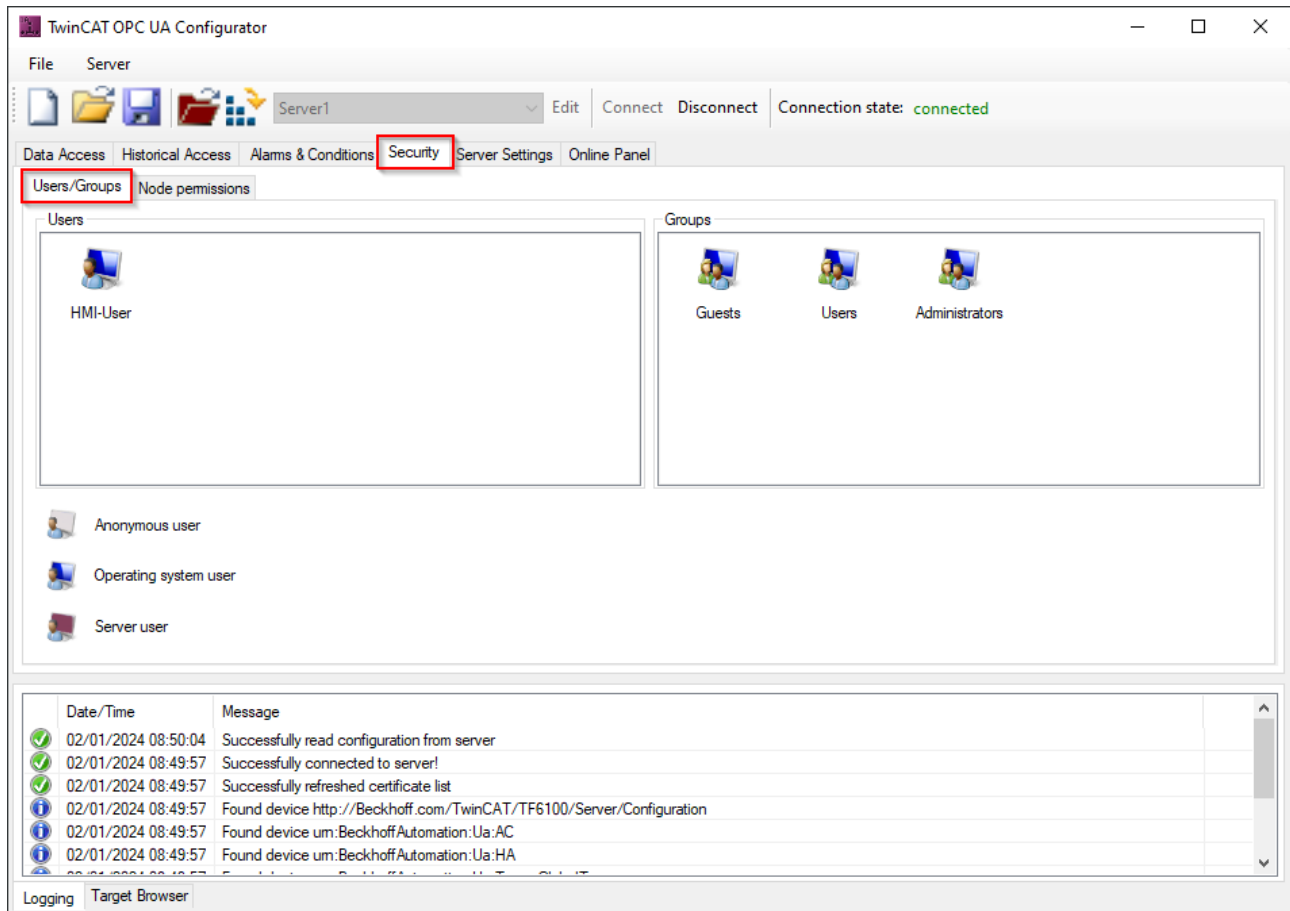 TwinCAT OPC UA Configurator
File Server
Server1 Edit Connect Disconnect Connection state: connected
Data Access Historical Access Alarms & Conditions Security Server Settings Online Panel
Users/Groups Node permissions
Users Groups
HMI-User Guests Users Administrators
Anonymous user
Operating system user
Server user
Date/Time Message
02/01/2024 08:50:04 Successfully read configuration from server
02/01/2024 08:49:57 Successfully connected to server!
02/01/2024 08:49:57 Successfully refreshed certificate list
02/01/2024 08:49:57 Found device http://Beckhoff.com/TwinCAT/TF6100/Server/Configuration
02/01/2024 08:49:57 Found device urn:BeckhoffAutomation:Ua:AC
02/01/2024 08:49:57 Found device urn:BeckhoffAutomation:Ua:HA
Logging Target Browser